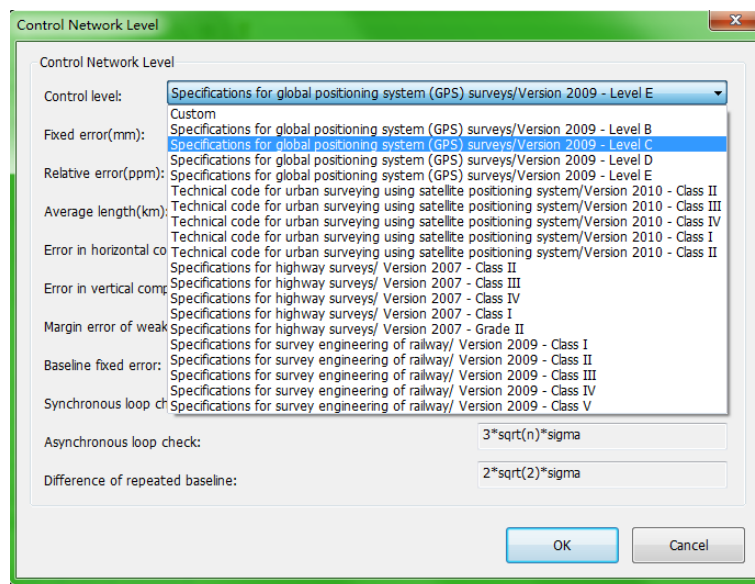 Control Network Level
Control Network Level
Control level:
Specifications for global positioning system (GPS) surveys/Version 2009 - Level E
Custom
Specifications for global positioning system (GPS) surveys/Version 2009 - Level B
Fixed error(mm):
Specifications for global positioning system (GPS) surveys/Version 2009 - Level C
Specifications for global positioning system (GPS) surveys/Version 2009 - Level D
Relative error(ppm):
Specifications for global positioning system (GPS) surveys/Version 2009 - Level E
Technical code for urban surveying using satellite positioning system/Version 2010 - Class II
Average length(km):
Technical code for urban surveying using satellite positioning system/Version 2010 - Class III
Technical code for urban surveying using satellite positioning system/Version 2010 - Class IV
Technical code for urban surveying using satellite positioning system/Version 2010 - Class I
Error in horizontal co
Technical code for urban surveying using satellite positioning system/Version 2010 - Class II
Specifications for highway surveys/ Version 2007 - Class II
Error in vertical comp
Specifications for highway surveys/ Version 2007 - Class III
Specifications for highway surveys/ Version 2007 - Class IV
Specifications for highway surveys/ Version 2007 - Class I
Margin error of weak
Specifications for highway surveys/ Version 2007 - Grade II
Specifications for survey engineering of railway/ Version 2009 - Class I
Baseline fixed error:
Specifications for survey engineering of railway/ Version 2009 - Class II
Specifications for survey engineering of railway/ Version 2009 - Class III
Specifications for survey engineering of railway/ Version 2009 - Class IV
Synchronous loop ch
Specifications for survey engineering of railway/ Version 2009 - Class V
Asynchronous loop check:
3*sqrt(n)*sigma
Difference of repeated baseline:
2*sqrt(2)*sigma
OK
Cancel